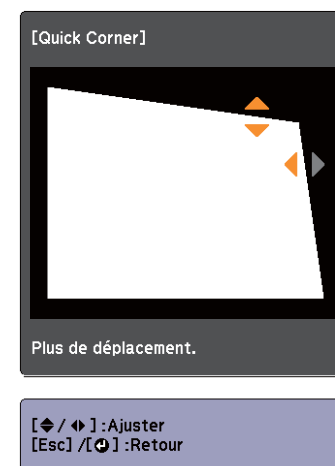 [Quick Corner]
Plus de déplacement.
[ / ] :Ajuster
[Esc] /[ ] :Retour